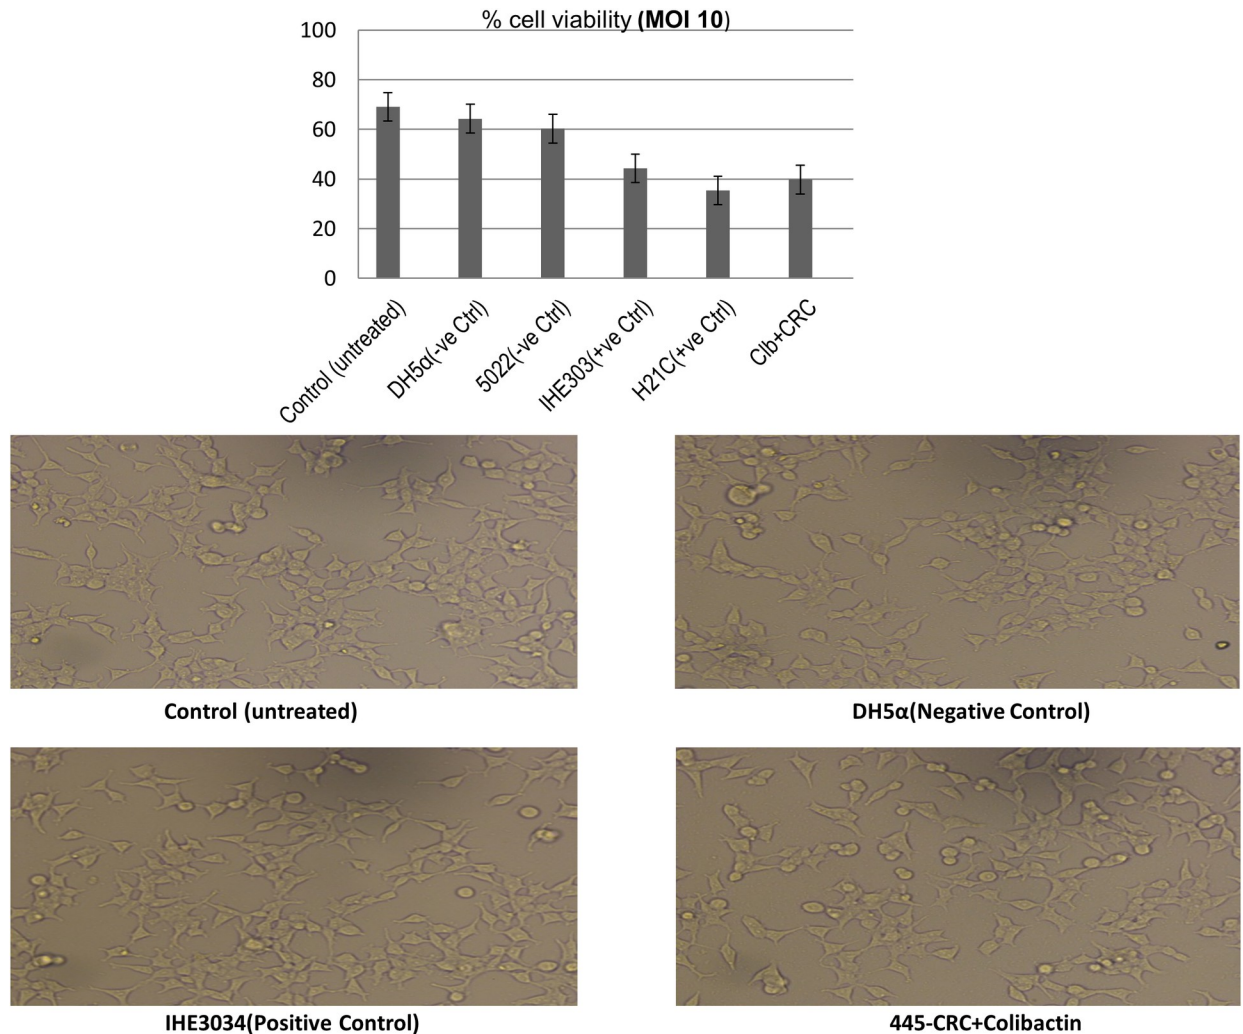 % cell viability (MOI 10)
100
80
60
40
20
0
Control (untreated)
DH5α(-ve Ctrl)
5022(-ve Ctrl)
IHE303(+ve Ctrl)
H21C(+ve Ctrl)
Clb+CRC
Control (untreated)
DH5α(Negative Control)
IHE3034(Positive Control)
445-CRC+Colibactin